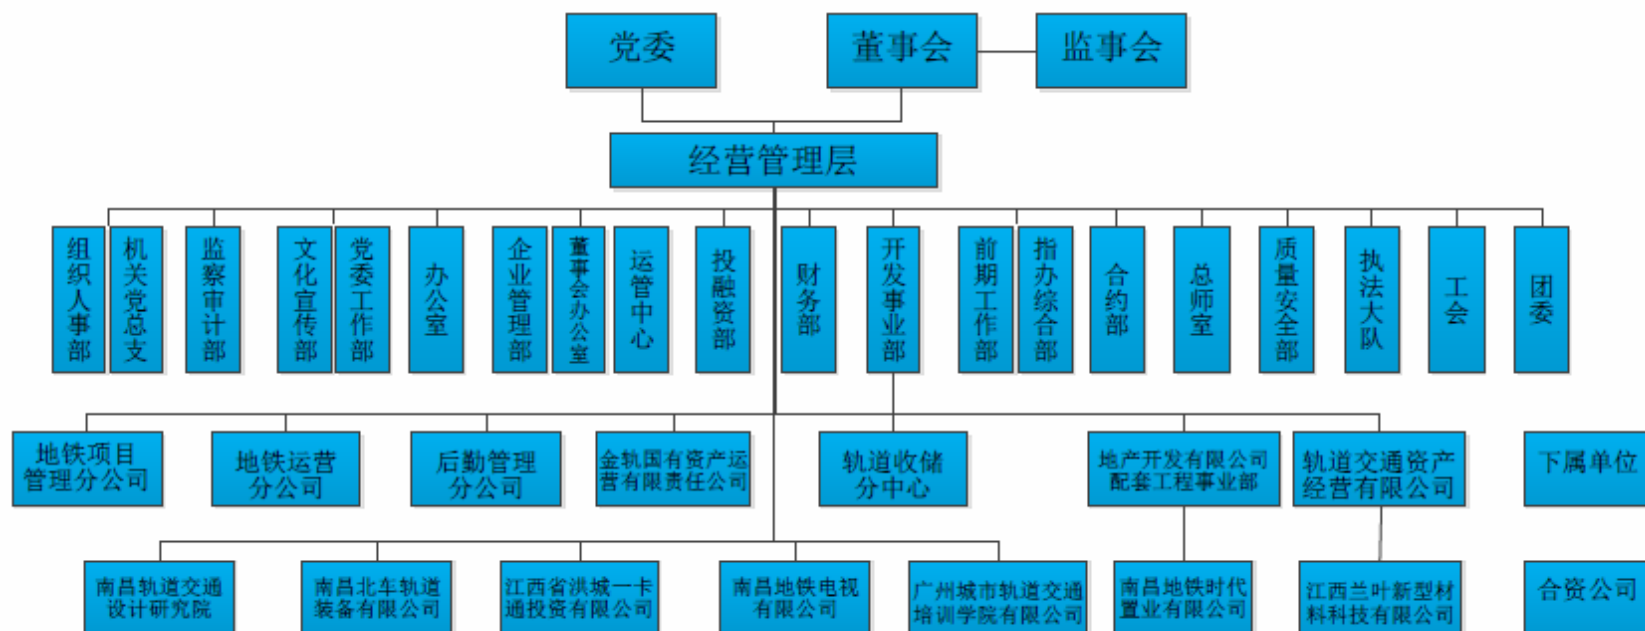 党委
董事会
监事会
经营管理层
组织人事部
机关党总支
监察审计部
文化宣传部
党委工作部
办公室
企业管理部
董事会办公室
运管中心
投融资部
财务部
开发事业部
前期工作部
指办综合部
合约部
总师室
质量安全部
执法大队
工会
团委
地铁项目
管理分公司
地铁运营
分公司
后勤管理
分公司
金轨国有资产运
营有限责任公司
轨道收储
分中心
地产开发有限公司
配套工程事业部
轨道交通资产
经营有限公司
下属单位
南昌轨道交通
设计研究院
南昌北车轨道
装备有限公司
江西省洪城一卡
通投资有限公司
南昌地铁电视
有限公司
广州城市轨道交通
培训学院有限公司
南昌地铁时代
置业有限公司
江西兰叶新型材
料科技有限公司
合资公司